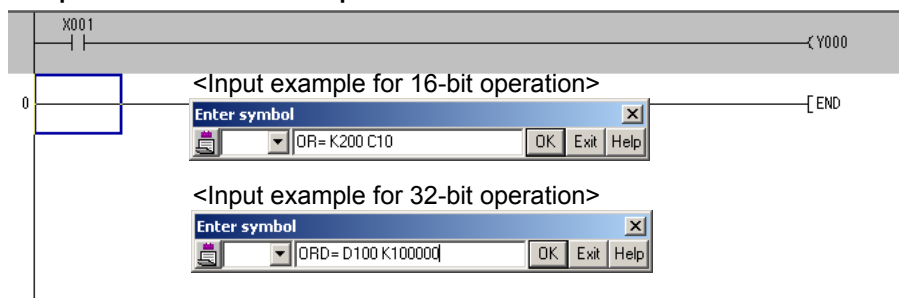 X001
Y000
<Input example for 16-bit operation>
0
END
Enter symbol
OR= K200 C10
OK Exit Help
<Input example for 32-bit operation>
Enter symbol
ORD= D100 K100000
OK Exit Help